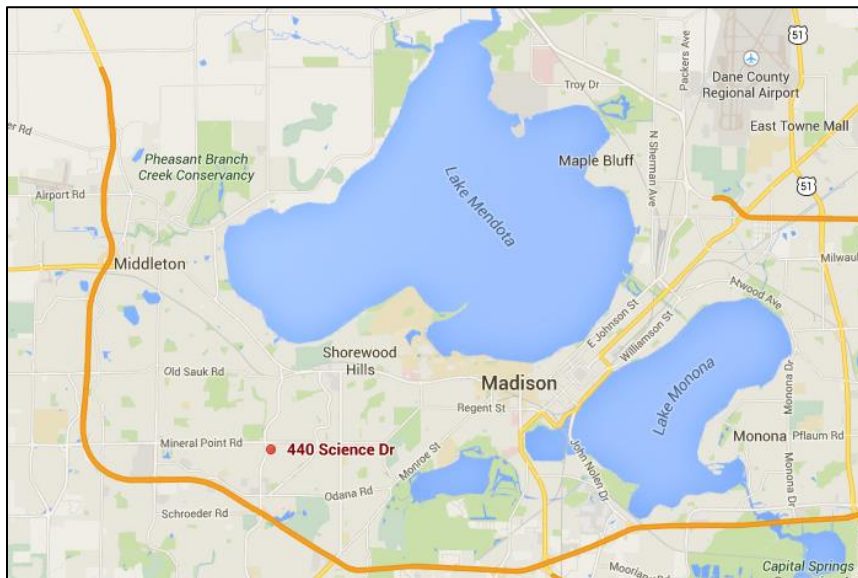 51
Packers Ave
Troy Dr
Dane County
Regional Airport
East Towne Mall
Pheasant Branch
Creek Conservancy
Maple Bluff
N Sherman Ave
Lake Mendota
51
Airport Rd
Middleton
Atwood Ave
E Johnson St
Williamson St
Shorewood
Hills
Old Sauk Rd
Madison
Lake Monona
Monona Dr
Regent St
Mineral Point Rd
440 Science Dr
Monroe St
John Nolen Dr
Monona
Pflaum Rd
Monona Dr
Odana Rd
Schroeder Rd
Capital Springs